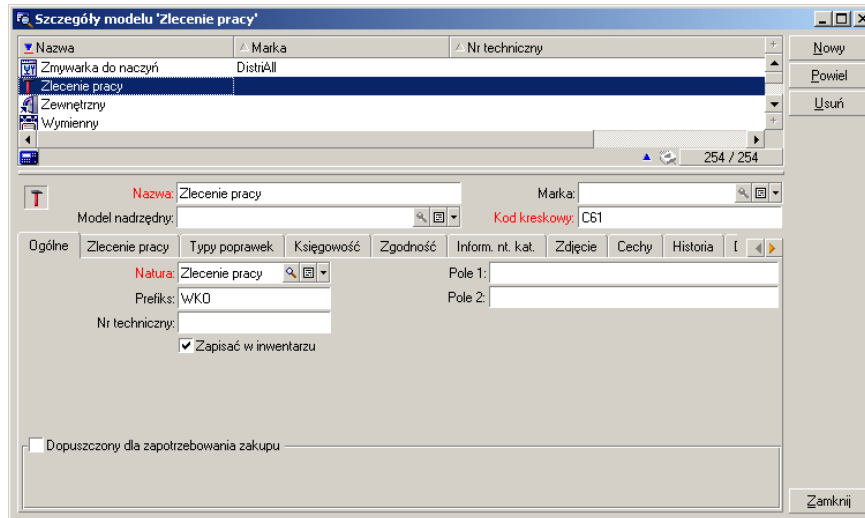 Szczegóły modelu 'Zlecenie pracy'
Nazwa Marka Nr techniczny
Zmywarka do naczyń DistriAll
Zlecenie pracy
Zewnętrzny
Wymienny
254 / 254
Nowy
Powiel
Usuń
Nazwa: Zlecenie pracy Marka:
Model nadrzędny: Kod kreskowy: C61
Ogólne Zlecenie pracy Typy poprawek Księgowość Zgodność Inform. nt. kat. Zdjęcie Cechy Historia
Natura: Zlecenie pracy Pole 1:
Prefiks: WKO Pole 2:
Nr techniczny:
Zapisać w inwentarzu
Dopuszczony dla zapotrzebowania zakupu
Zamknij